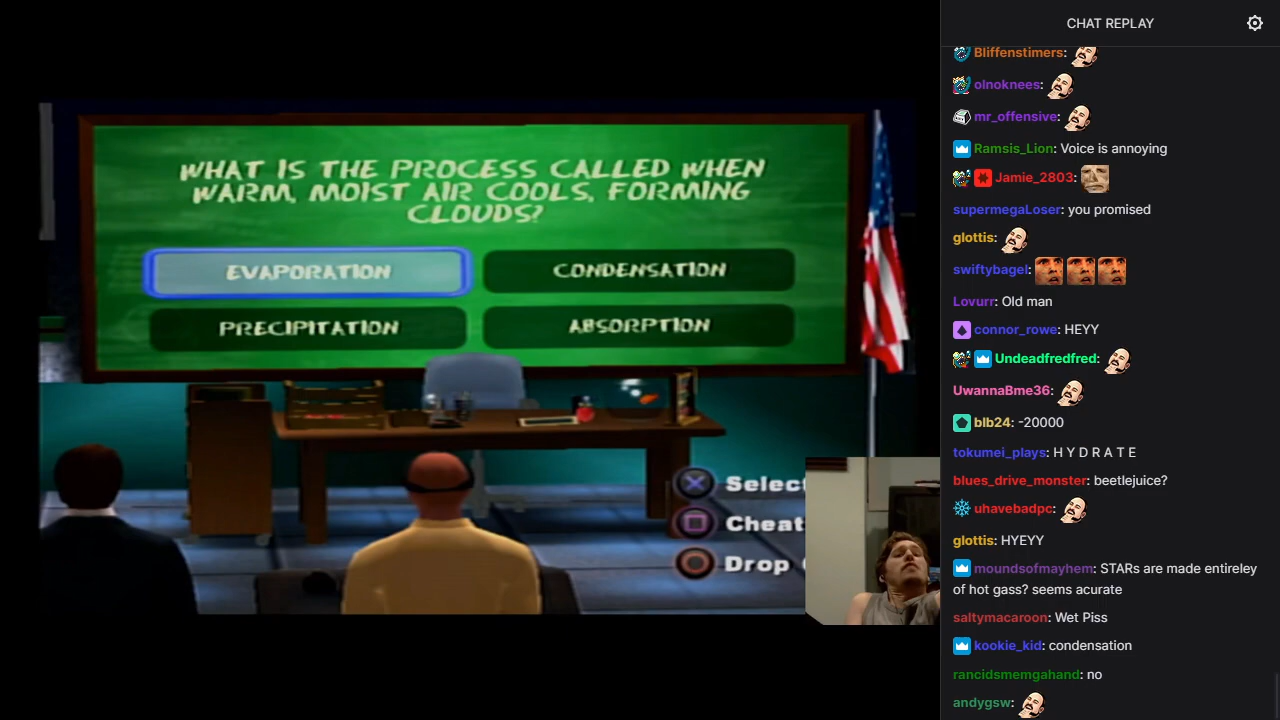 WHAT IS THE PROCESS CALLED WHEN
WARM, MOIST AIR COOLS, FORMING
CLOUDS?
EVAPORATION
CONDENSATION
PRECIPITATION
ABSORPTION
Select
Cheat
Drop
CHAT REPLAY
Bliffenstimers:
olnoknees:
mr_offensive:
Ramsis_Lion: Voice is annoying
Jamie_2803:
supermegaLoser: you promised
glottis:
swiftybagel:
Lovurr: Old man
connor_rowe: HEYY
Undeadfredfred:
UwannaBme36:
blb24: -20000
tokumei_plays: H Y D R A T E
blues_drive_monster: beetlejuice?
uhavebadpc:
glottis: HYEYY
moundsofmayhem: STARs are made entireley
of hot gass? seems acurate
saltymacaroon: Wet Piss
kookie_kid: condensation
rancidsmemgahand: no
andygsw: